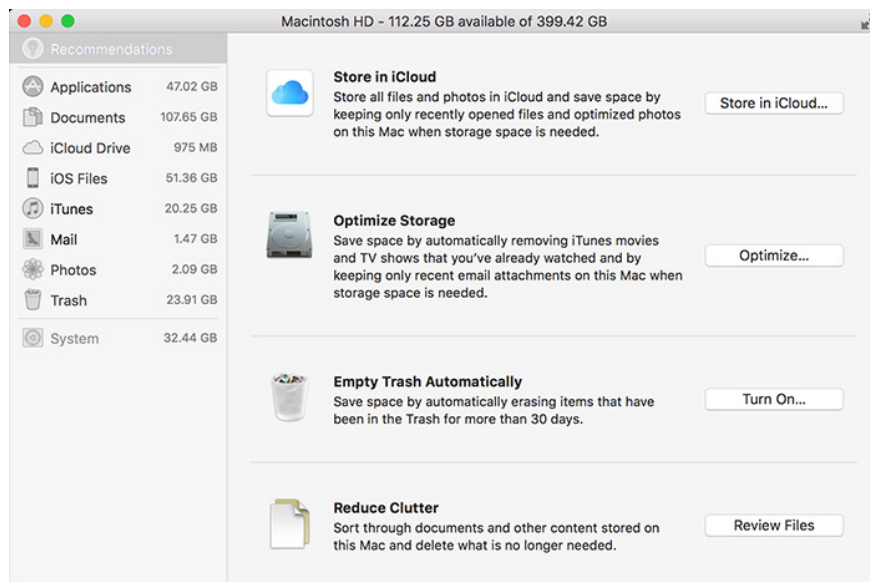 Macintosh HD - 112.25 GB available of 399.42 GB
Recommendations
Applications 47.02 GB
Documents 107.65 GB
iCloud Drive 975 MB
iOS Files 51.36 GB
iTunes 20.25 GB
Mail 1.47 GB
Photos 2.09 GB
Trash 23.91 GB
System 32.44 GB
Store in iCloud
Store all files and photos in iCloud and save space by
keeping only recently opened files and optimized photos
on this Mac when storage space is needed.
Store in iCloud...
Optimize Storage
Save space by automatically removing iTunes movies
and TV shows that you've already watched and by
keeping only recent email attachments on this Mac when
storage space is needed.
Optimize...
Empty Trash Automatically
Save space by automatically erasing items that have
been in the Trash for more than 30 days.
Turn On...
Reduce Clutter
Sort through documents and other content stored on
this Mac and delete what is no longer needed.
Review Files